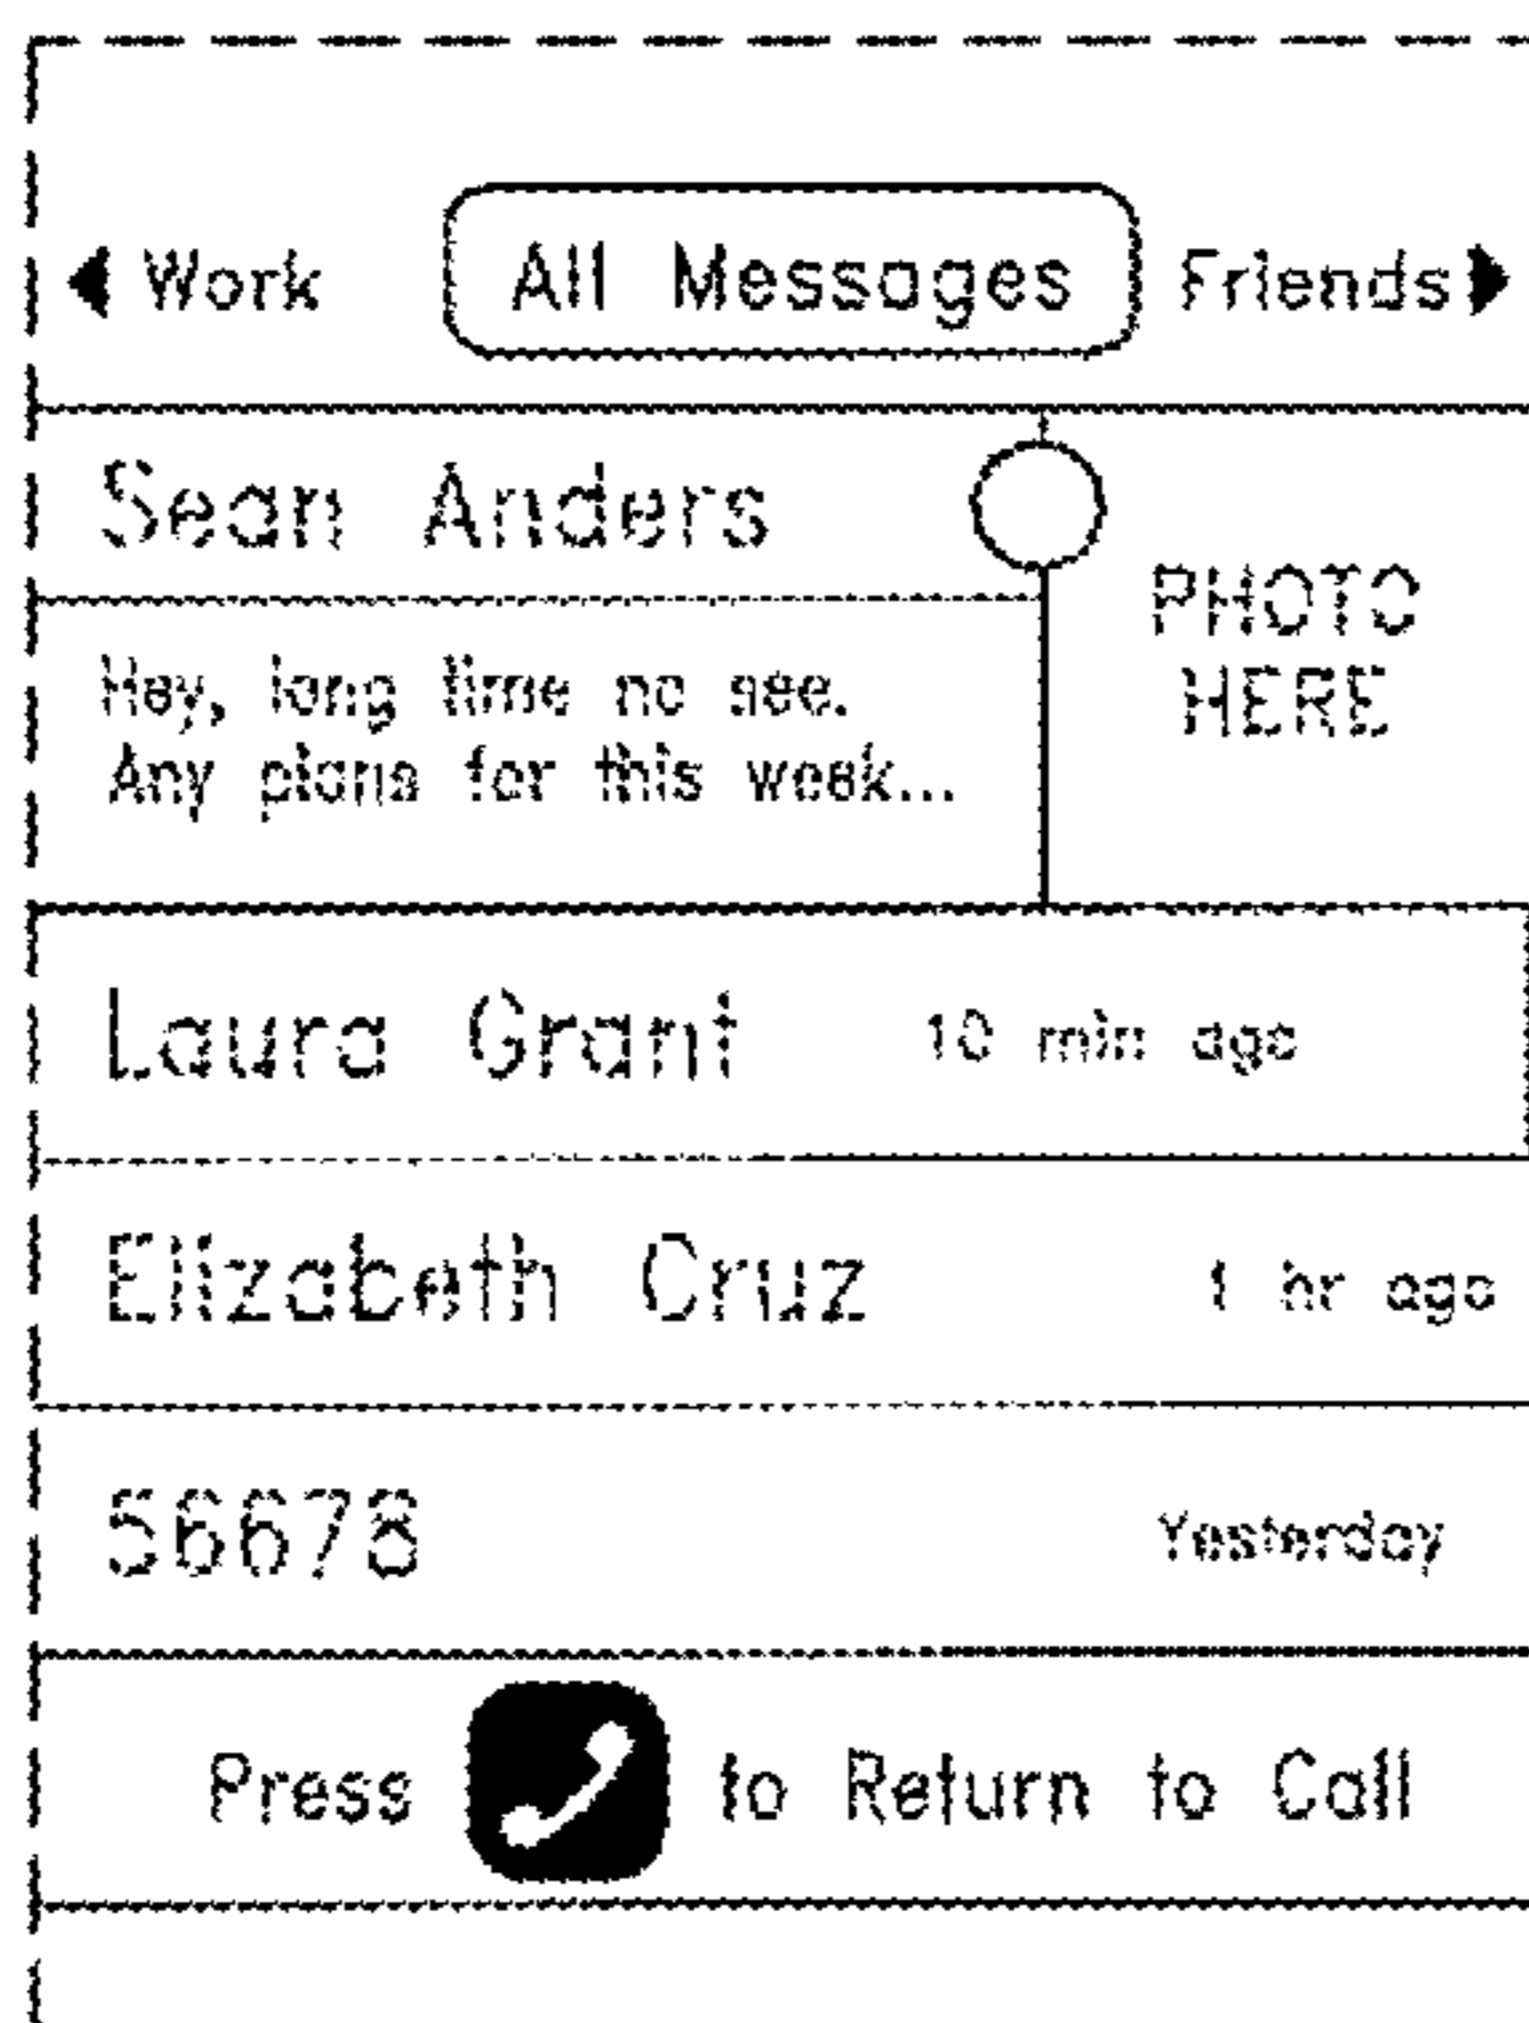 Work All Messages Friends
Sean Anders
PHOTO
HERE
Hey, long time no see.
Any plans for this week...
Laura Grant 10 min ago
Elizabeth Cruz 1 hr ago
56678 Yesterday
Press to Return to Call